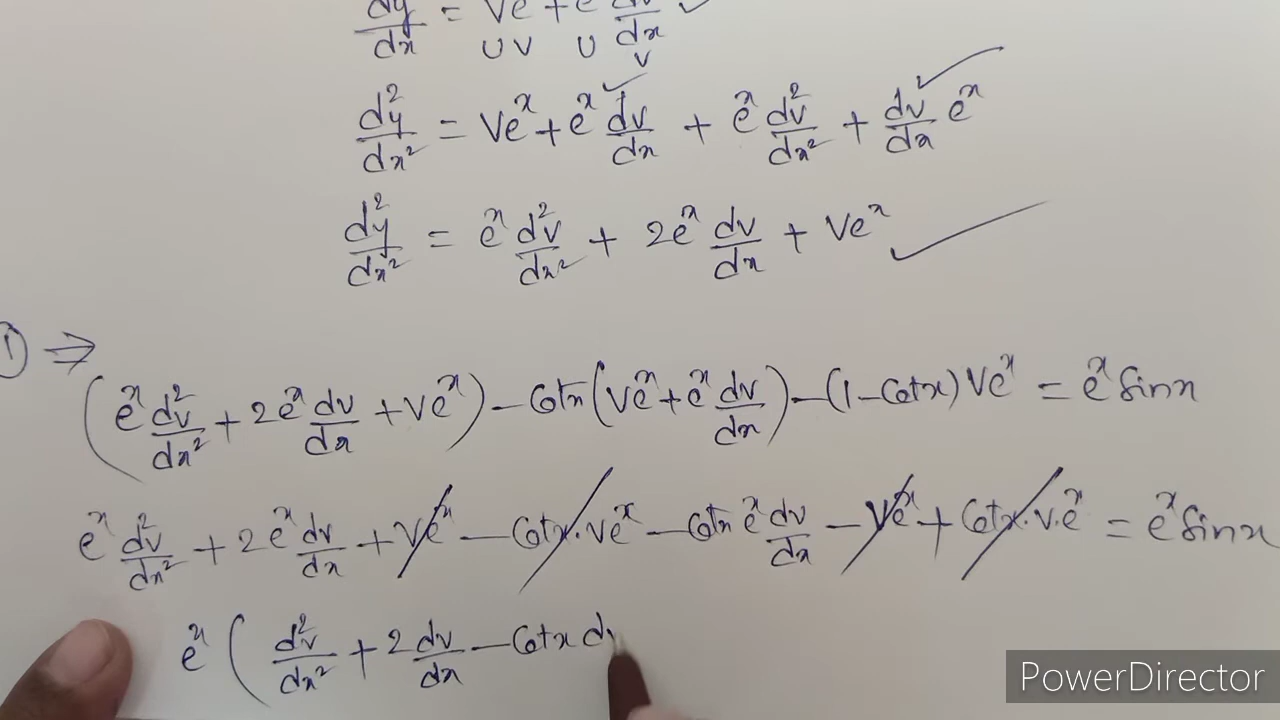 dy/dx = Ve + e dv/dx ✓
U V U V
d²y/dx² = Ve^x + e^x dv/dx + e^x d²v/dx² + dv/dx e^x
d²y/dx² = e^x d²v/dx² + 2e^x dv/dx + Ve^x ✓
1) ⇒
(e^x d²v/dx² + 2e^x dv/dx + Ve^x) - Cotx (Ve^x + e^x dv/dx) - (1 - Cotx) Ve^x = e^x Sinx
e^x d²v/dx² + 2e^x dv/dx + Ve^x - Cotx·Ve^x - Cotx e^x dv/dx - Ve^x + Cotx·v·e^x = e^x Sinx
e^x ( d²v/dx² + 2 dv/dx - Cotx dv
PowerDirector